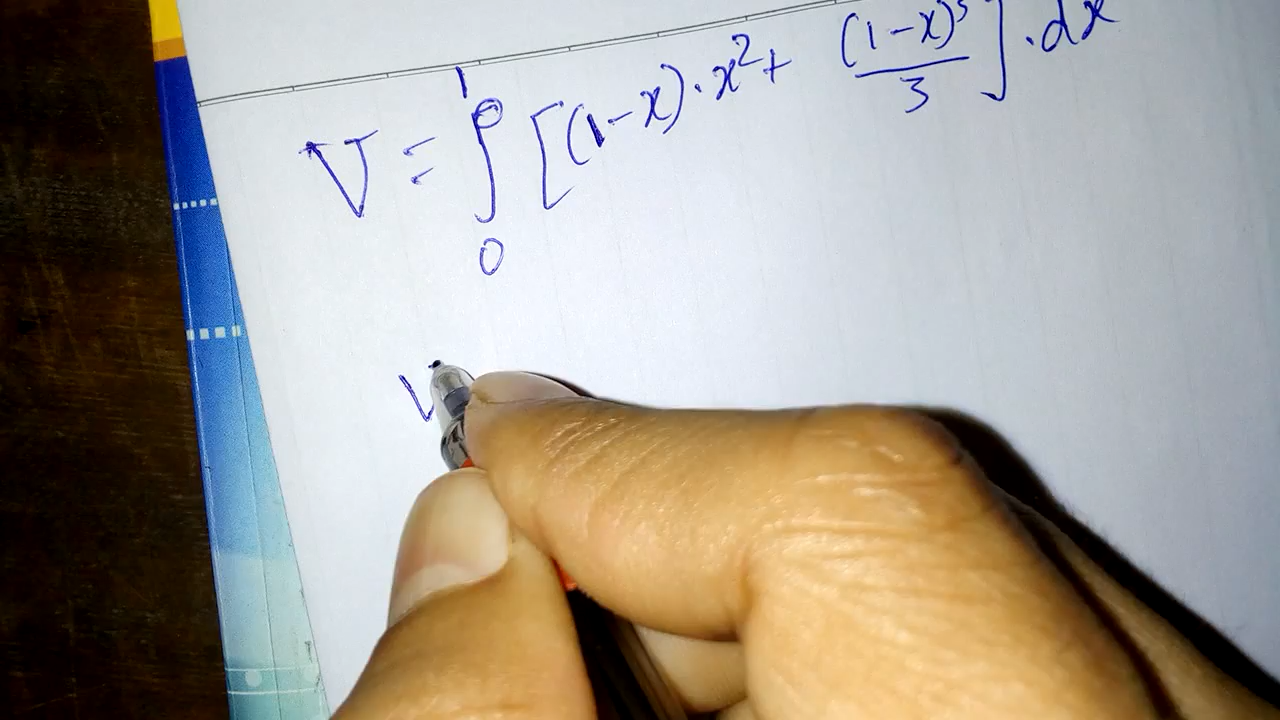 V = ∫₀¹ [(1-x)·x² + (1-x)³/3]·dx
V